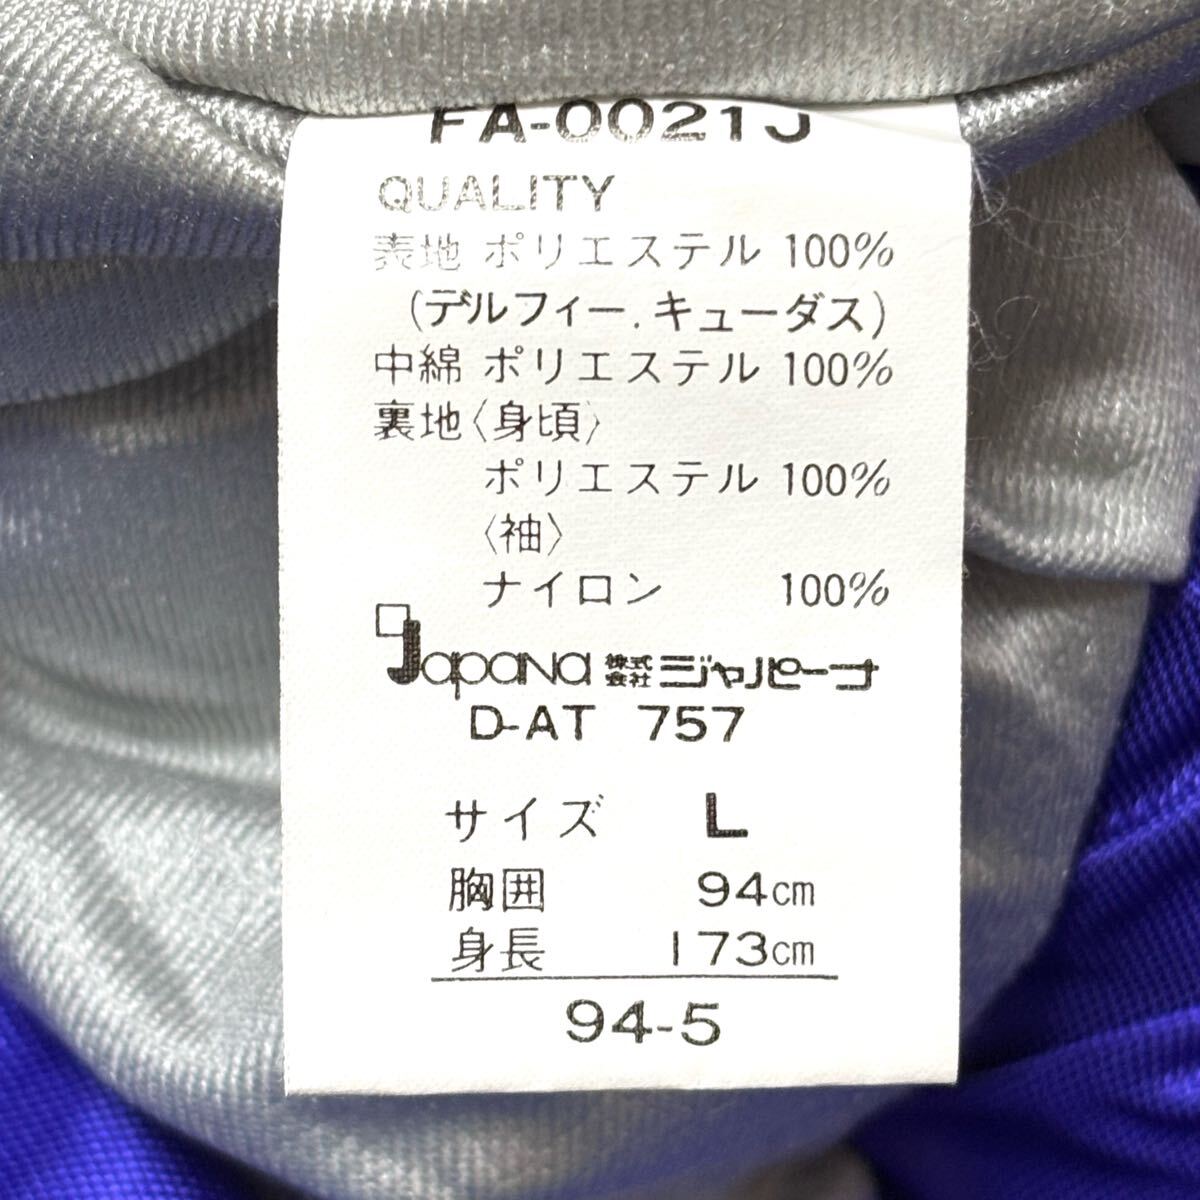 FA-0021J
QUALITY
表地 ポリエステル 100%
(デルフィー.キューダス)
中綿 ポリエステル 100%
裏地〈身頃〉
ポリエステル 100%
〈袖〉
ナイロン 100%
Japana 株式会社 ジャパーナ
D-AT 757
サイズ L
胸囲 94cm
身長 173cm
94-5